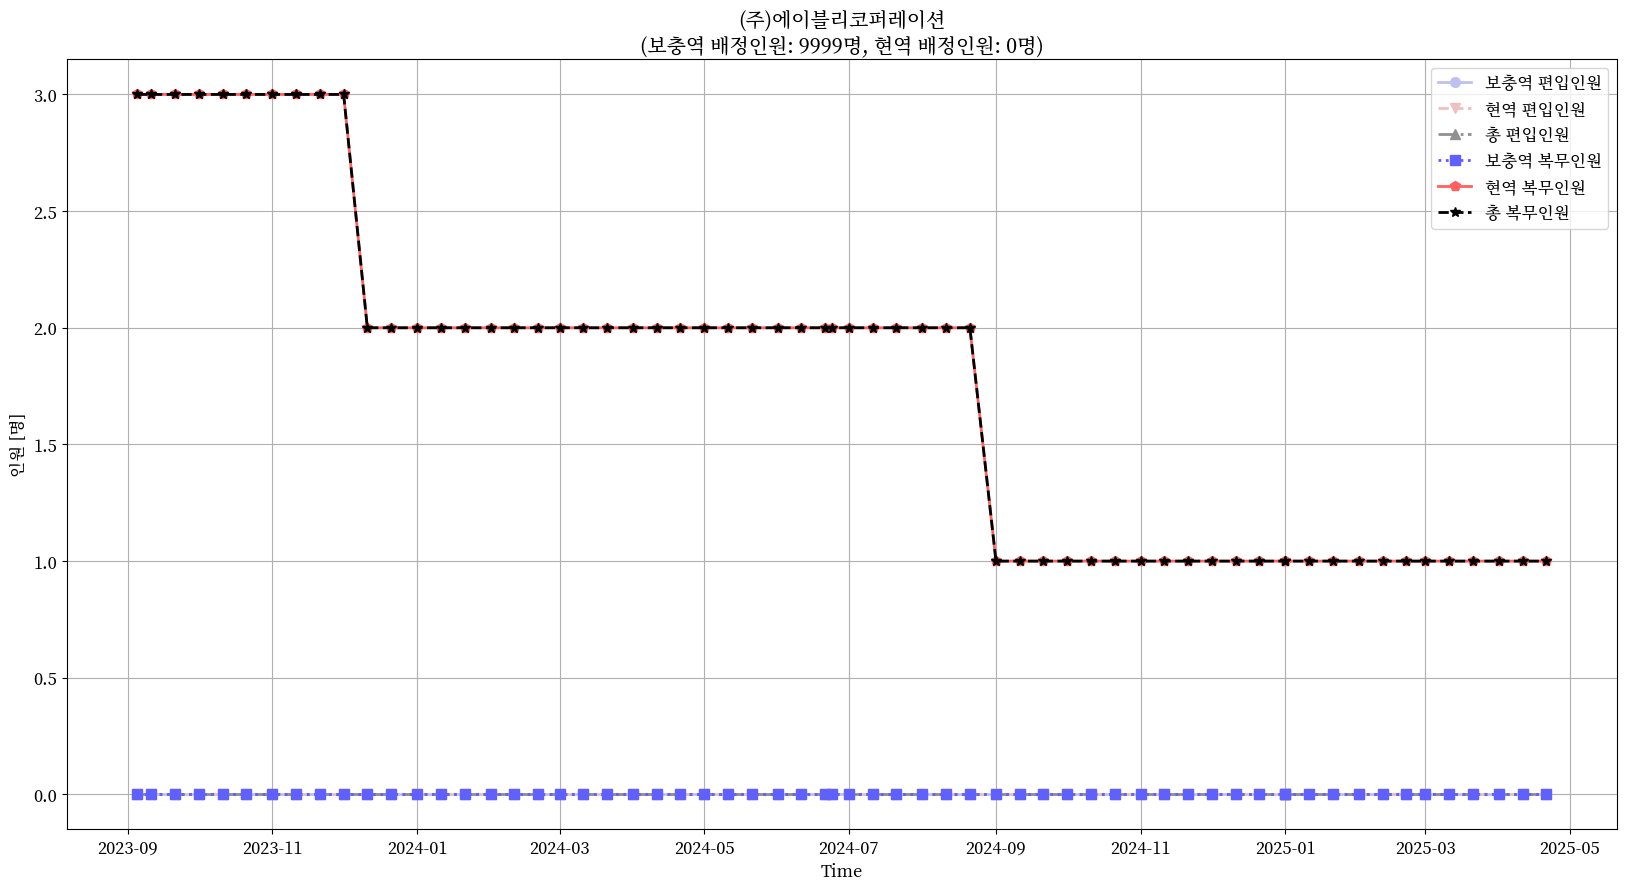 (주)에이블리코퍼레이션
(보충역 배정인원: 9999명, 현역 배정인원: 0명)
보충역 편입인원
현역 편입인원
총 편입인원
보충역 복무인원
현역 복무인원
총 복무인원
3.0
2.5
2.0
1.5
1.0
0.5
0.0
인원 [명]
2023-09
2023-11
2024-01
2024-03
2024-05
2024-07
2024-09
2024-11
2025-01
2025-03
2025-05
Time